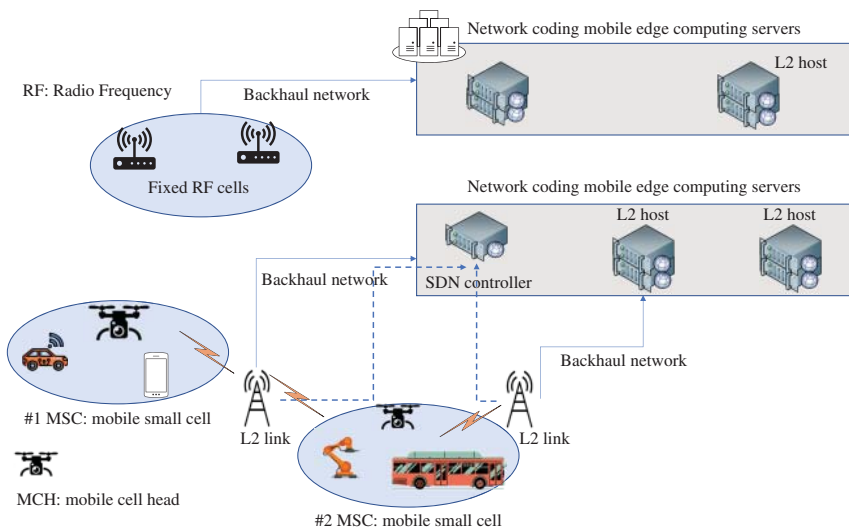 Network coding mobile edge computing servers
L2 host
RF: Radio Frequency
Backhaul network
Fixed RF cells
Network coding mobile edge computing servers
L2 host
L2 host
Backhaul network
SDN controller
Backhaul network
#1 MSC: mobile small cell
L2 link
L2 link
MCH: mobile cell head
#2 MSC: mobile small cell